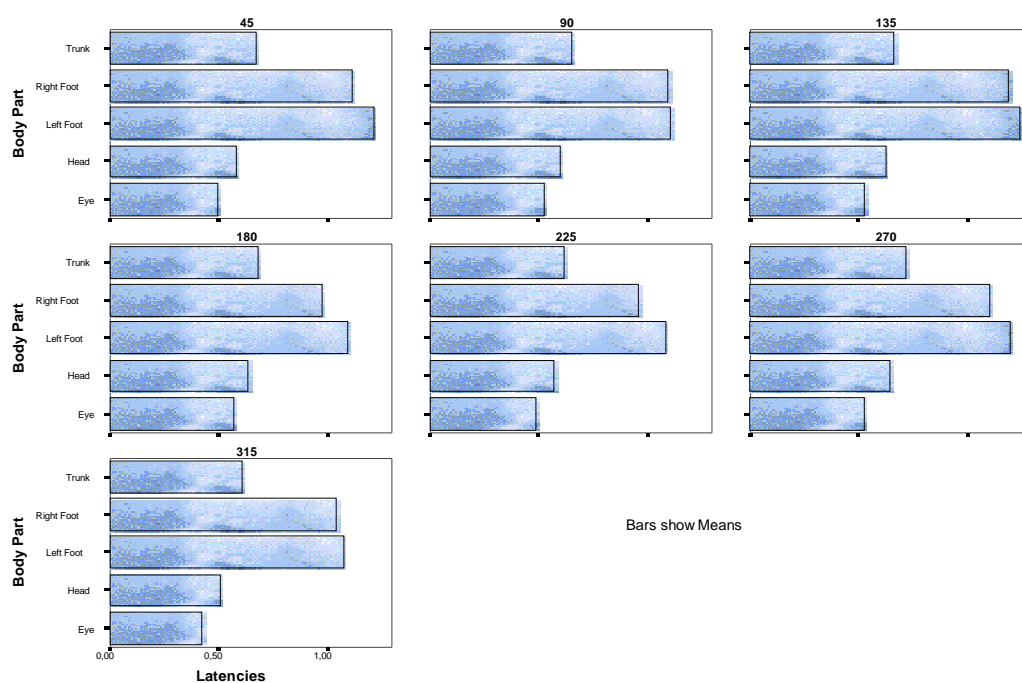 45
90
135
Body Part
Trunk
Right Foot
Left Foot
Head
Eye
180
225
270
Body Part
Trunk
Right Foot
Left Foot
Head
Eye
315
Body Part
Trunk
Right Foot
Left Foot
Head
Eye
Bars show Means
0,00 0,50 1,00
Latencies